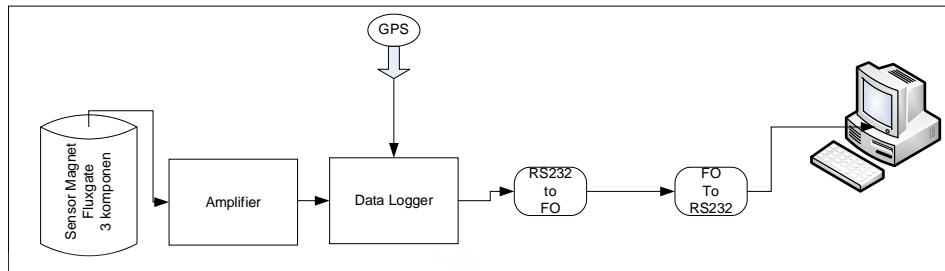 GPS
Sensor Magnet
Fluxgate
3 komponen
Amplifier
Data Logger
RS232
to
FO
FO
To
RS232